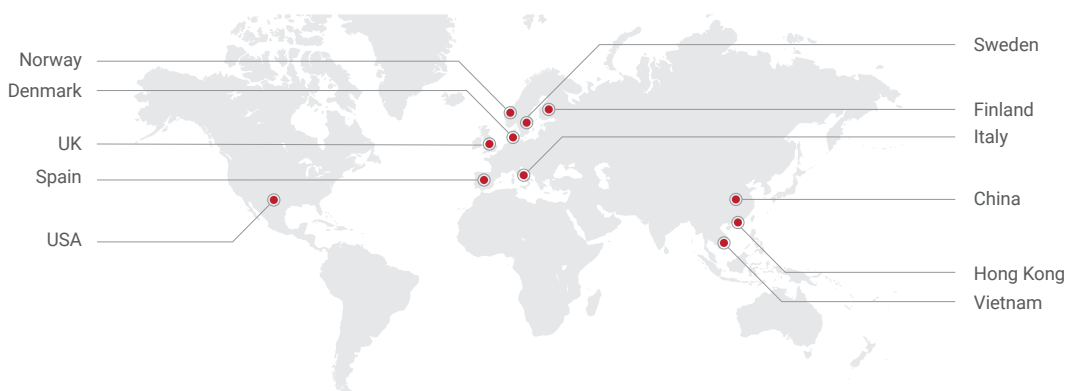 Norway
Denmark
UK
Spain
USA
Sweden
Finland
Italy
China
Hong Kong
Vietnam